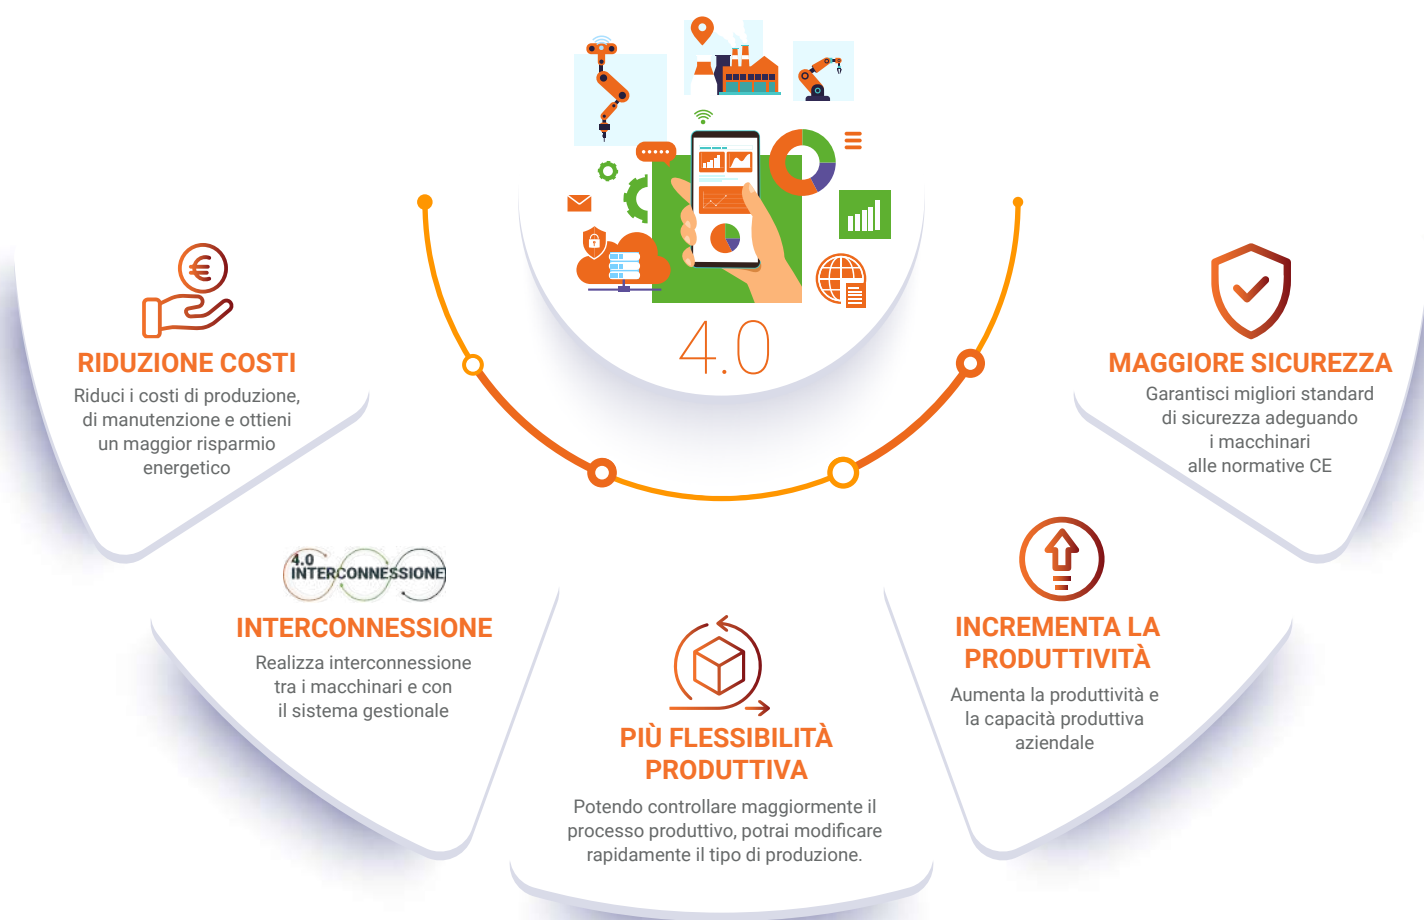 4.0
RIDUZIONE COSTI
Riduci i costi di produzione,
di manutenzione e ottieni
un maggior risparmio
energetico
4.0
INTERCONNESSIONE
INTERCONNESSIONE
Realizza interconnessione
tra i macchinari e con
il sistema gestionale
PIÙ FLESSIBILITÀ
PRODUTTIVA
Potendo controllare maggiormente il
processo produttivo, potrai modificare
rapidamente il tipo di produzione.
INCREMENTA LA
PRODUTTIVITÀ
Aumenta la produttività e
la capacità produttiva
aziendale
MAGGIORE SICUREZZA
Garantisci migliori standard
di sicurezza adeguando
i macchinari
alle normative CE